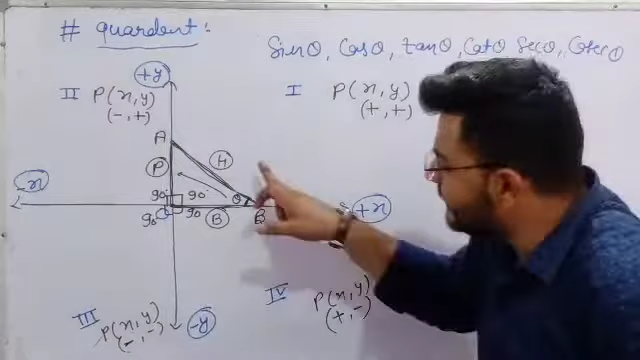 # quardent :
Sinθ, Cosθ, tanθ, Cotθ Secθ, Cosecθ
+y
II P(x,y)
(-,+)
I P(x,y)
(+,+)
A
P
H
-x
90° 90°
θ
90 90
B
B
+x
III
P(x,y)
(-,-)
-y
IV P(x,y)
(+,-)